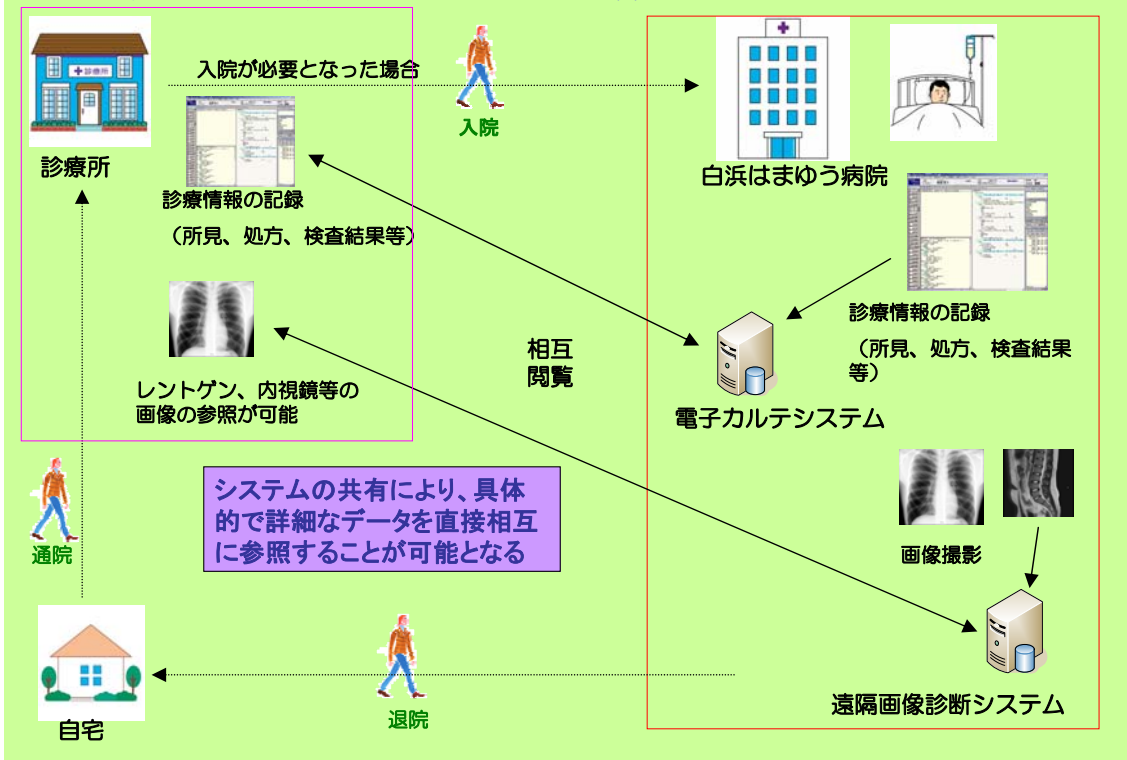 診療所
入院が必要となった場合
入院
診療所
診療情報の記録
（所見、処方、検査結果等）
白浜はまゆう病院
診療情報の記録
（所見、処方、検査結果
等）
レントゲン、内視鏡等の
画像の参照が可能
相互
閲覧
電子カルテシステム
システムの共有により、具体
的で詳細なデータを直接相互
に参照することが可能となる
画像撮影
通院
遠隔画像診断システム
退院
自宅